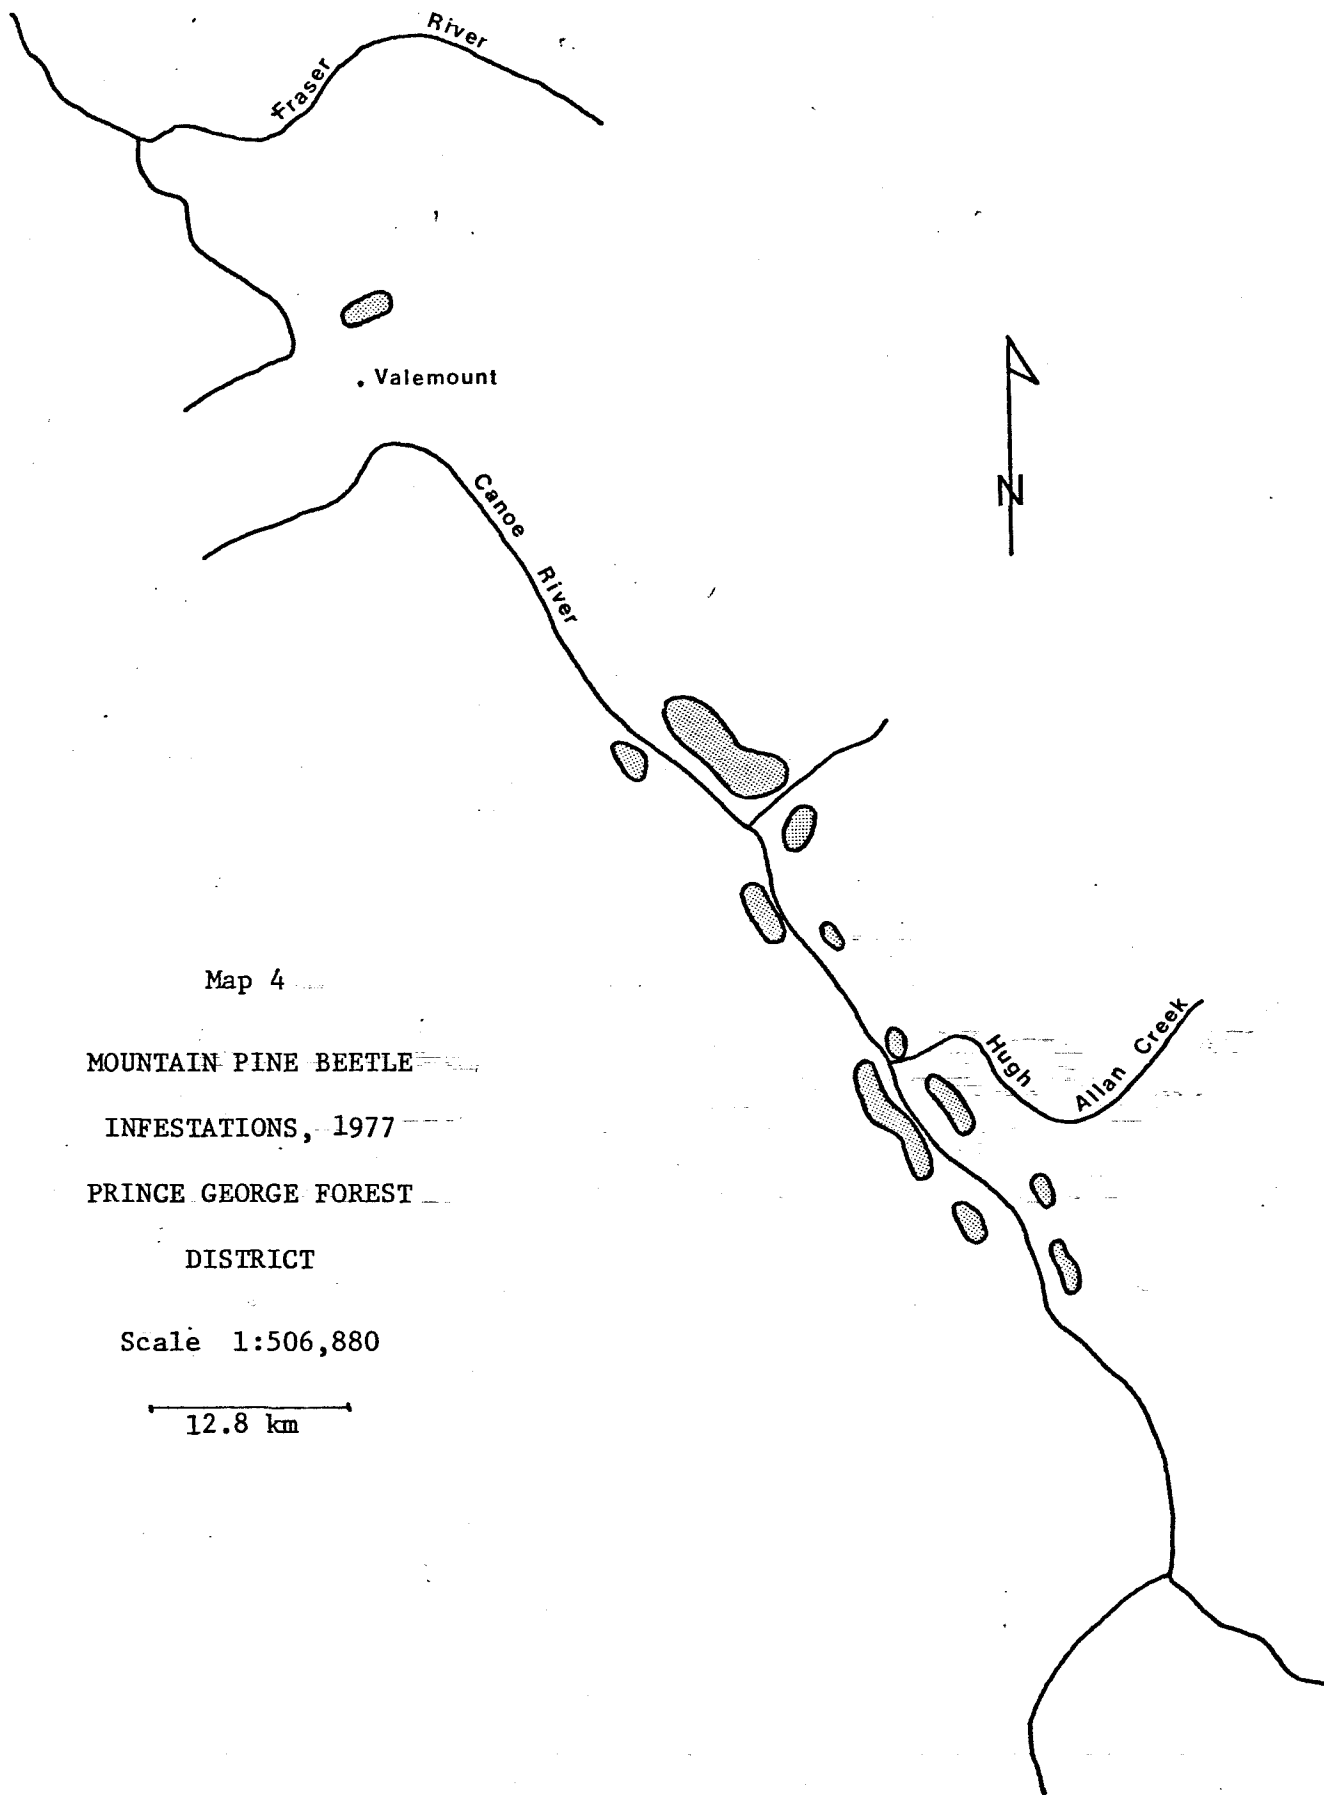 Fraser River
Valemount
Canoe River
N
Hugh Allan Creek
Map 4
MOUNTAIN PINE BEETLE
INFESTATIONS, 1977
PRINCE GEORGE FOREST
DISTRICT
Scale 1:506,880
12.8 km